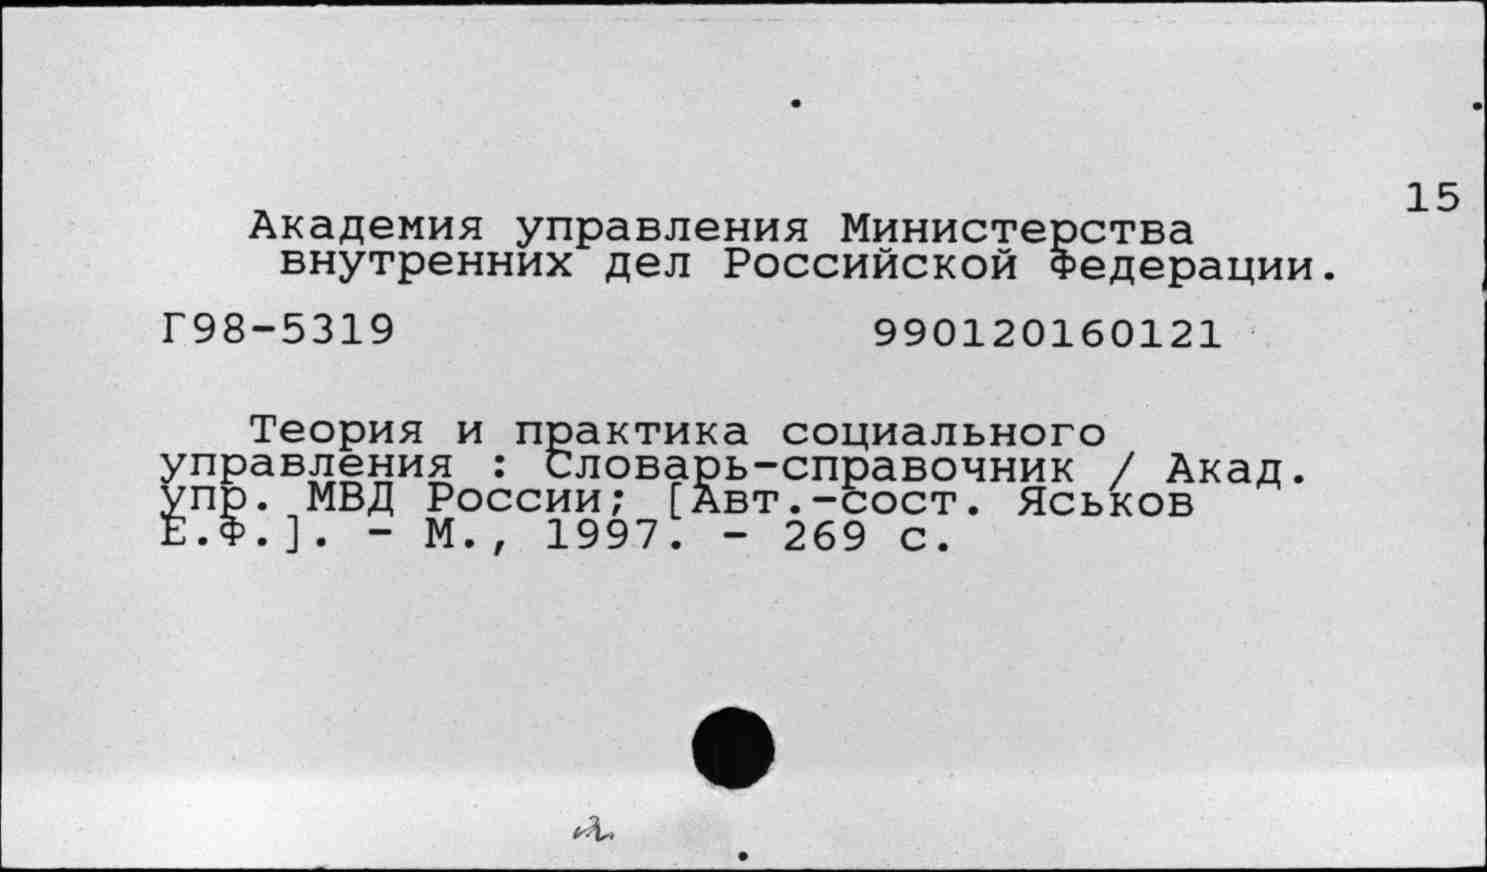 15
Академия управления Министерства
внутренних дел Российской Федерации.
Г98-5319 990120160121
Теория и практика социального
управления : Словарь-справочник / Акад.
упр. МВД России; [Авт.-сост. Яськов
Е.Ф.]. - М., 1997. - 269 с.